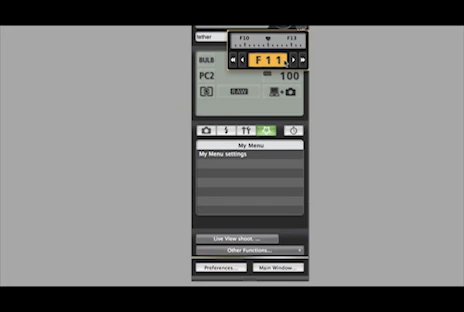 tether
F10 F13
F11
BULB
PC2
100
RAW
My Menu
My Menu settings
Live View shoot. ...
Other Functions...
Preferences... Main Window...